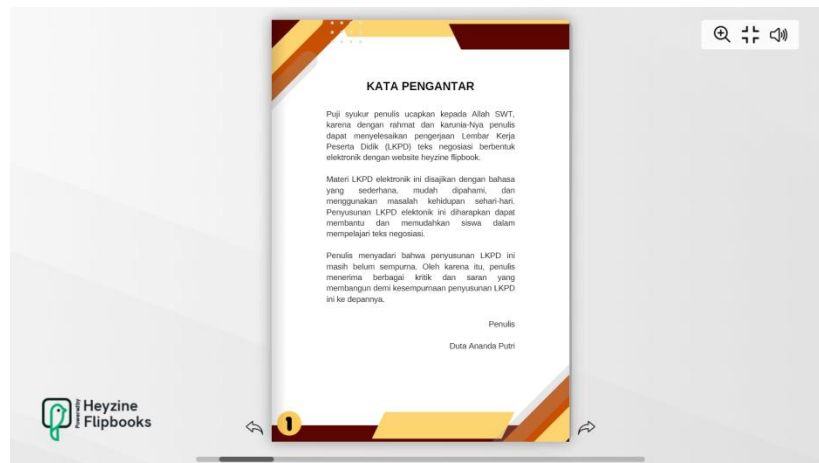 KATA PENGANTAR
Puji syukur penulis ucapkan kepada Allah SWT,
karena dengan rahmat dan karunia-Nya penulis
dapat menyelesaikan pengerjaan Lembar Kerja
Peserta Didik (LKPD) teks negosiasi berbentuk
elektronik dengan website heyzine flipbook.
Materi LKPD elektronik ini disajikan dengan bahasa
yang sederhana, mudah dipahami, dan
menggunakan masalah kehidupan sehari-hari.
Penyusunan LKPD elektonik ini diharapkan dapat
membantu dan memudahkan siswa dalam
mempelajari teks negosiasi.
Penulis menyadari bahwa penyusunan LKPD ini
masih belum sempurna. Oleh karena itu, penulis
menerima berbagai kritik dan saran yang
membangun demi kesempurnaan penyusunan LKPD
ini ke depannya.
Penulis
Duta Ananda Putri
1
Powered by
Heyzine
Flipbooks